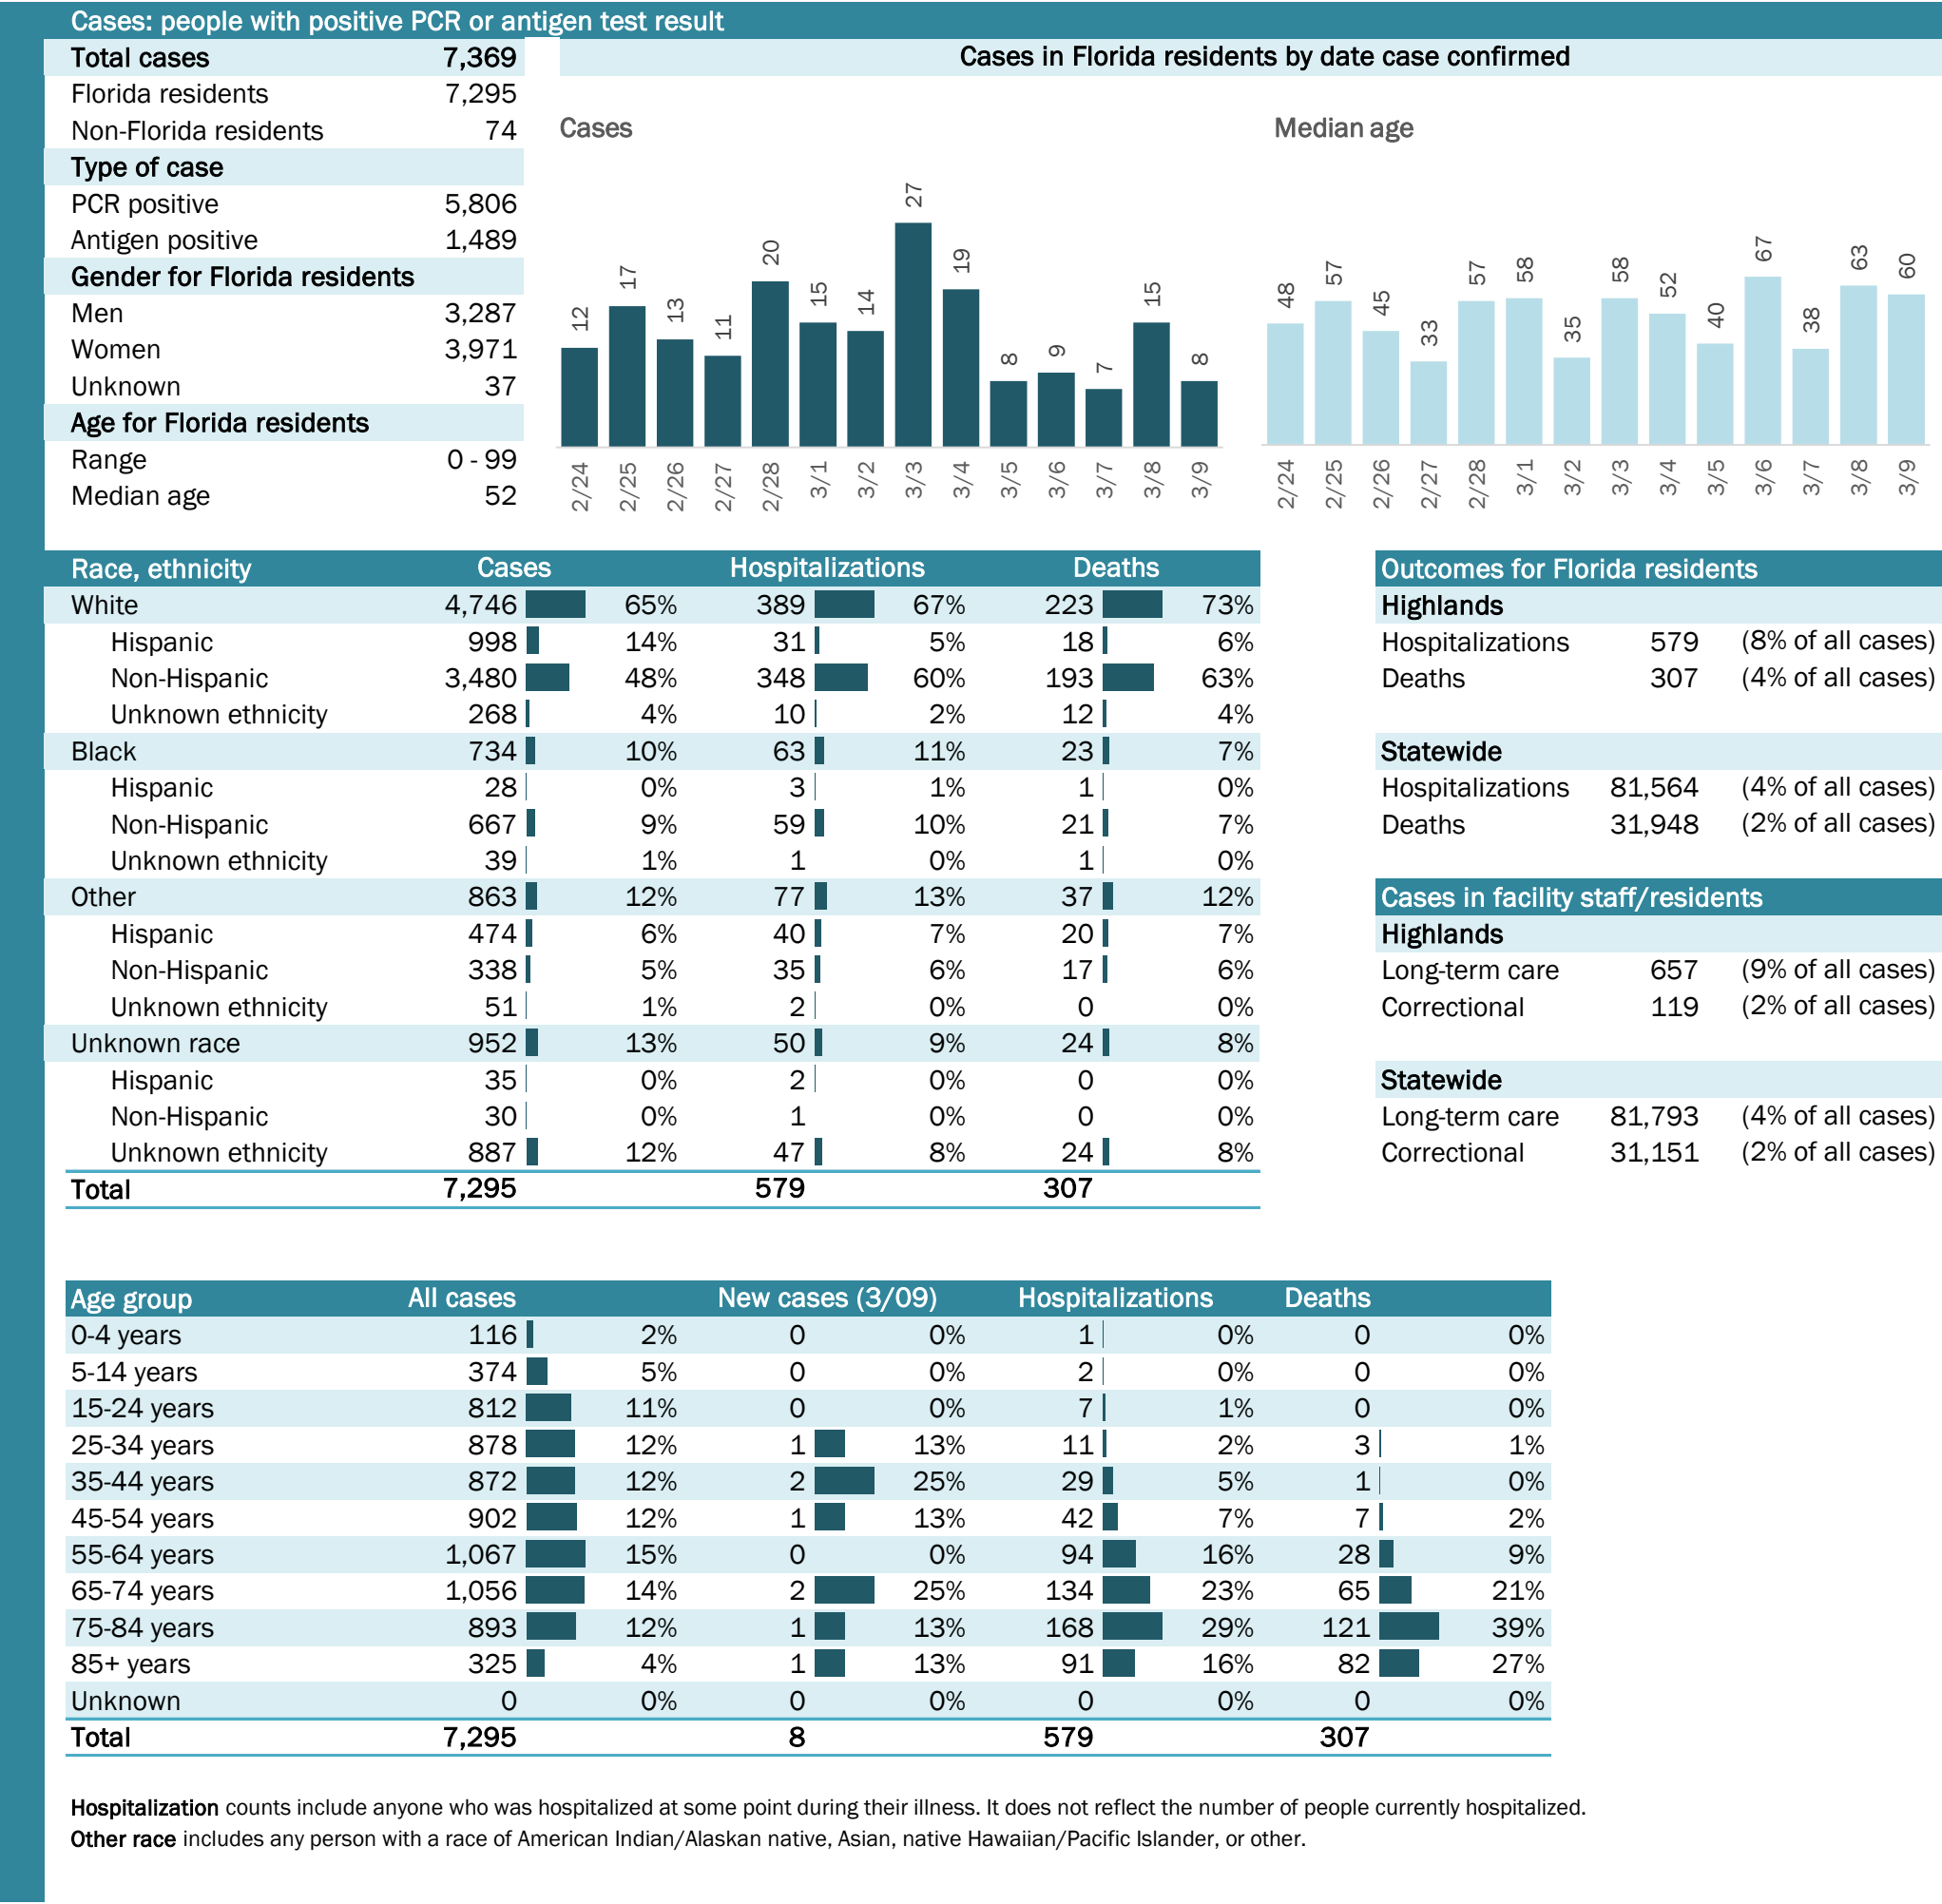 Cases: people with positive PCR or antigen test result
Total cases 7,369
Florida residents 7,295
Non-Florida residents 74
Type of case
PCR positive 5,806
Antigen positive 1,489
Gender for Florida residents
Men 3,287
Women 3,971
Unknown 37
Age for Florida residents
Range 0 - 99
Median age 52
Cases in Florida residents by date case confirmed
Cases
12 17 13 11 20 15 14 27 19 8 9 7 15 8
2/24 2/25 2/26 2/27 2/28 3/1 3/2 3/3 3/4 3/5 3/6 3/7 3/8 3/9
Median age
48 57 45 33 57 58 35 58 52 40 67 38 63 60
2/24 2/25 2/26 2/27 2/28 3/1 3/2 3/3 3/4 3/5 3/6 3/7 3/8 3/9
Race, ethnicity Cases Hospitalizations Deaths
White 4,746 65% 389 67% 223 73%
Hispanic 998 14% 31 5% 18 6%
Non-Hispanic 3,480 48% 348 60% 193 63%
Unknown ethnicity 268 4% 10 2% 12 4%
Black 734 10% 63 11% 23 7%
Hispanic 28 0% 3 1% 1 0%
Non-Hispanic 667 9% 59 10% 21 7%
Unknown ethnicity 39 1% 1 0% 1 0%
Other 863 12% 77 13% 37 12%
Hispanic 474 6% 40 7% 20 7%
Non-Hispanic 338 5% 35 6% 17 6%
Unknown ethnicity 51 1% 2 0% 0 0%
Unknown race 952 13% 50 9% 24 8%
Hispanic 35 0% 2 0% 0 0%
Non-Hispanic 30 0% 1 0% 0 0%
Unknown ethnicity 887 12% 47 8% 24 8%
Total 7,295 579 307
Outcomes for Florida residents
Highlands
Hospitalizations 579 (8% of all cases)
Deaths 307 (4% of all cases)
Statewide
Hospitalizations 81,564 (4% of all cases)
Deaths 31,948 (2% of all cases)
Cases in facility staff/residents
Highlands
Long-term care 657 (9% of all cases)
Correctional 119 (2% of all cases)
Statewide
Long-term care 81,793 (4% of all cases)
Correctional 31,151 (2% of all cases)
Age group All cases New cases (3/09) Hospitalizations Deaths
0-4 years 116 2% 0 0% 1 0% 0 0%
5-14 years 374 5% 0 0% 2 0% 0 0%
15-24 years 812 11% 0 0% 7 1% 0 0%
25-34 years 878 12% 1 13% 11 2% 3 1%
35-44 years 872 12% 2 25% 29 5% 1 0%
45-54 years 902 12% 1 13% 42 7% 7 2%
55-64 years 1,067 15% 0 0% 94 16% 28 9%
65-74 years 1,056 14% 2 25% 134 23% 65 21%
75-84 years 893 12% 1 13% 168 29% 121 39%
85+ years 325 4% 1 13% 91 16% 82 27%
Unknown 0 0% 0 0% 0 0% 0 0%
Total 7,295 8 579 307
Hospitalization counts include anyone who was hospitalized at some point during their illness. It does not reflect the number of people currently hospitalized.
Other race includes any person with a race of American Indian/Alaskan native, Asian, native Hawaiian/Pacific Islander, or other.